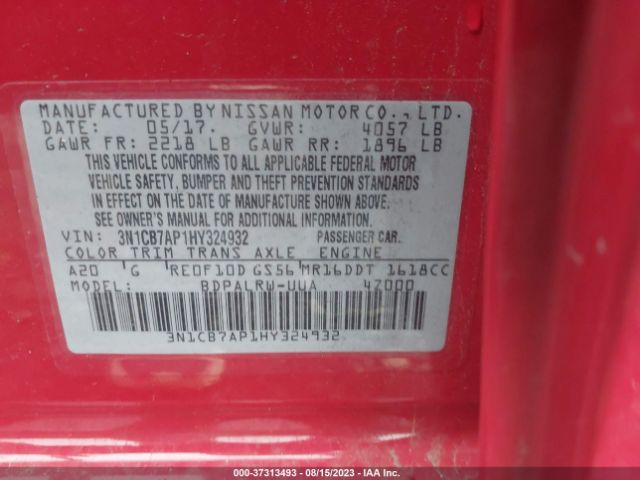 MANUFACTURED BY NISSAN MOTOR CO., LTD.
DATE: 05/17. GVWR: 4057 LB
GAWR FR: 2218 LB GAWR RR: 1896 LB
THIS VEHICLE CONFORMS TO ALL APPLICABLE FEDERAL MOTOR
VEHICLE SAFETY, BUMPER AND THEFT PREVENTION STANDARDS
IN EFFECT ON THE DATE OF MANUFACTURE SHOWN ABOVE.
SEE OWNER'S MANUAL FOR ADDITIONAL INFORMATION.
VIN: 3N1CB7AP1HY324932 PASSENGER CAR.
COLOR TRIM TRANS AXLE ENGINE
A20 G RE0F10D GS56 MR16DDT 1618CC
MODEL: BDPALRW-UUA 4Z000
3N1CB7AP1HY324932
000-37313493 - 08/15/2023 - IAA Inc.